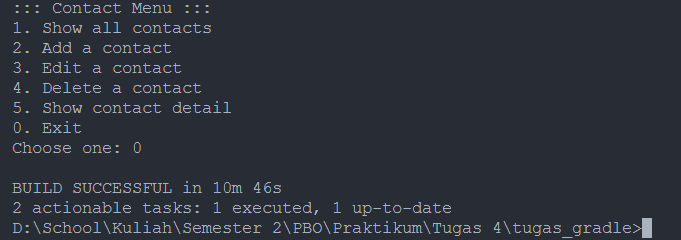 ::: Contact Menu :::
1. Show all contacts
2. Add a contact
3. Edit a contact
4. Delete a contact
5. Show contact detail
0. Exit
Choose one: 0
BUILD SUCCESSFUL in 10m 46s
2 actionable tasks: 1 executed, 1 up-to-date
D:\School\Kuliah\Semester 2\PBO\Praktikum\Tugas 4\tugas_gradle>